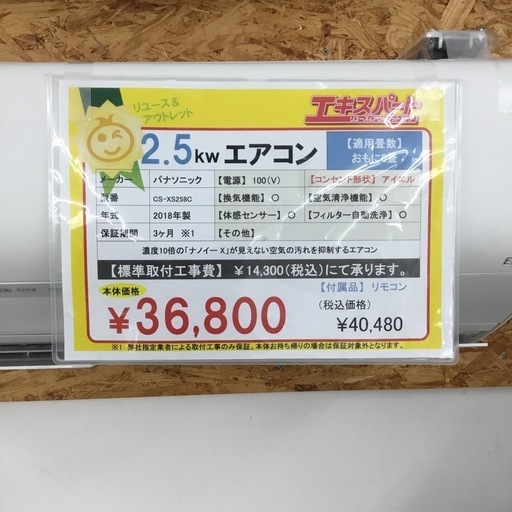 リユース&
アウトレット
エキスパート
リユース&アウトレット
2.5kw エアコン
【適用畳数】
おもに8畳
メーカー パナソニック 【電源】 100(V) 【コンセント形状】 アイエル
型番 CS-XS258C 【換気機能】 〇 【空気清浄機能】 〇
年式 2018年製 【体感センサー】 〇 【フィルター自動洗浄】 〇
保証期間 3ヶ月 ※1 【その他】
濃度10倍の「ナノイーX」が見えない空気の汚れを抑制するエアコン
【標準取付工事費】 ¥14,300(税込)にて承ります。
本体価格
【付属品】 リモコン
¥36,800
(税込価格)
¥40,480
※1 弊社指定業者による取付工事のみ保証。本体お持ち帰りの場合は保証対象外となります。